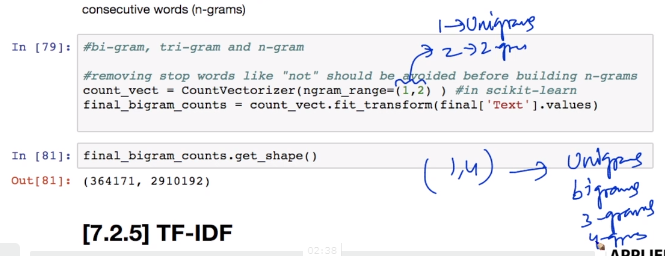 consecutive words (n-grams)
1→Unigrams
2→2-gms
In [79]: #bi-gram, tri-gram and n-gram
#removing stop words like "not" should be avoided before building n-grams
count_vect = CountVectorizer(ngram_range=(1,2) ) #in scikit-learn
final_bigram_counts = count_vect.fit_transform(final['Text'].values)
In [81]: final_bigram_counts.get_shape()
Out[81]: (364171, 2910192)
(1,4) → Unigrams
bigrams
3-grams
4-gms
[7.2.5] TF-IDF
02:38